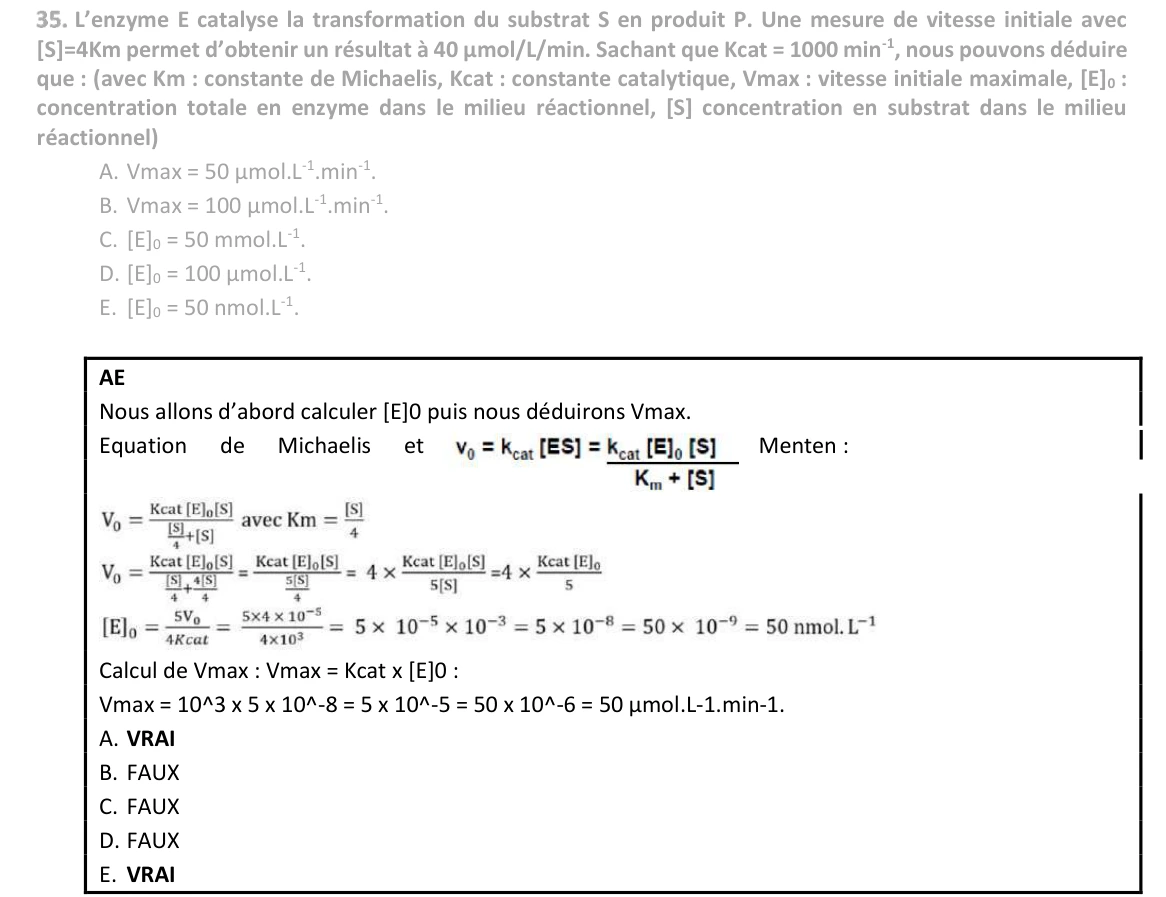 35. L'enzyme E catalyse la transformation du substrat S en produit P. Une mesure de vitesse initiale avec
[S]=4Km permet d'obtenir un résultat à 40 µmol/L/min. Sachant que Kcat = 1000 min⁻¹, nous pouvons déduire
que : (avec Km : constante de Michaelis, Kcat : constante catalytique, Vmax : vitesse initiale maximale, [E]₀ :
concentration totale en enzyme dans le milieu réactionnel, [S] concentration en substrat dans le milieu
réactionnel)
A. Vmax = 50 µmol.L⁻¹.min⁻¹.
B. Vmax = 100 µmol.L⁻¹.min⁻¹.
C. [E]₀ = 50 mmol.L⁻¹.
D. [E]₀ = 100 µmol.L⁻¹.
E. [E]₀ = 50 nmol.L⁻¹.
AE
Nous allons d'abord calculer [E]0 puis nous déduirons Vmax.
Equation de Michaelis et v₀ = k_cat [ES] = k_cat [E]₀ [S] / (K_m + [S]) Menten :
V₀ = Kcat [E]₀[S] / ([S]/4 + [S]) avec Km = [S]/4
V₀ = Kcat [E]₀[S] / ([S]/4 + 4[S]/4) = Kcat [E]₀[S] / (5[S]/4) = 4 × Kcat [E]₀[S] / 5[S] =4 × Kcat [E]₀ / 5
[E]₀ = 5V₀ / 4Kcat = 5×4 × 10⁻⁵ / 4×10³ = 5 × 10⁻⁵ × 10⁻³ = 5 × 10⁻⁸ = 50 × 10⁻⁹ = 50 nmol. L⁻¹
Calcul de Vmax : Vmax = Kcat x [E]0 :
Vmax = 10^3 x 5 x 10^-8 = 5 x 10^-5 = 50 x 10^-6 = 50 µmol.L-1.min-1.
A. VRAI
B. FAUX
C. FAUX
D. FAUX
E. VRAI